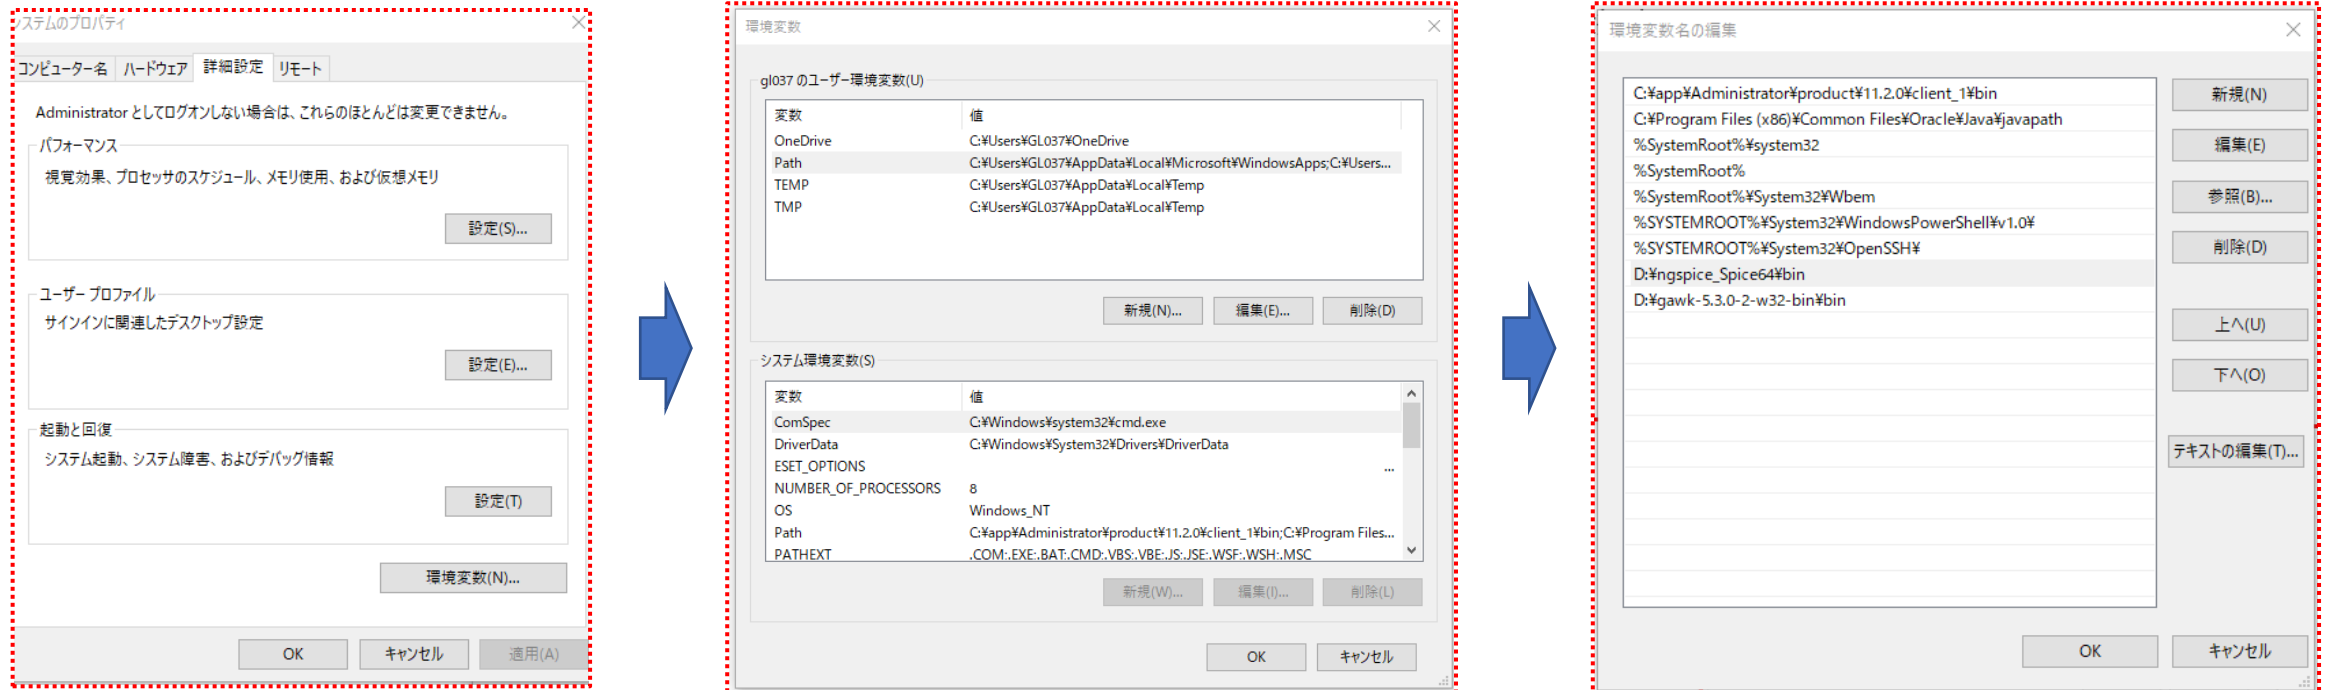 システムのプロパティ
コンピューター名 ハードウェア 詳細設定 リモート
Administrator としてログオンしない場合は、これらのほとんどは変更できません。
パフォーマンス
視覚効果、プロセッサのスケジュール、メモリ使用、および仮想メモリ
設定(S)...
ユーザー プロファイル
サインインに関連したデスクトップ設定
設定(E)...
起動と回復
システム起動、システム障害、およびデバッグ情報
設定(T)
環境変数(N)...
OK キャンセル 適用(A)
環境変数
gl037 のユーザー環境変数(U)
変数 値
OneDrive C:¥Users¥GL037¥OneDrive
Path C:¥Users¥GL037¥AppData¥Local¥Microsoft¥WindowsApps;C:¥Users...
TEMP C:¥Users¥GL037¥AppData¥Local¥Temp
TMP C:¥Users¥GL037¥AppData¥Local¥Temp
新規(N)... 編集(E)... 削除(D)
システム環境変数(S)
変数 値
ComSpec C:¥Windows¥system32¥cmd.exe
DriverData C:¥Windows¥System32¥Drivers¥DriverData
ESET_OPTIONS ...
NUMBER_OF_PROCESSORS 8
OS Windows_NT
Path C:¥app¥Administrator¥product¥11.2.0¥client_1¥bin;C:¥Program Files...
PATHEXT .COM;.EXE;.BAT;.CMD;.VBS;.VBE;.JS;.JSE;.WSF;.WSH;.MSC
新規(W)... 編集(I)... 削除(L)
OK キャンセル
環境変数名の編集
C:¥app¥Administrator¥product¥11.2.0¥client_1¥bin
C:¥Program Files (x86)¥Common Files¥Oracle¥Java¥javapath
%SystemRoot%¥system32
%SystemRoot%
%SystemRoot%¥System32¥Wbem
%SYSTEMROOT%¥System32¥WindowsPowerShell¥v1.0¥
%SYSTEMROOT%¥System32¥OpenSSH¥
D:¥ngspice_Spice64¥bin
D:¥gawk-5.3.0-2-w32-bin¥bin
新規(N)
編集(E)
参照(B)...
削除(D)
上へ(U)
下へ(O)
テキストの編集(T)...
OK キャンセル